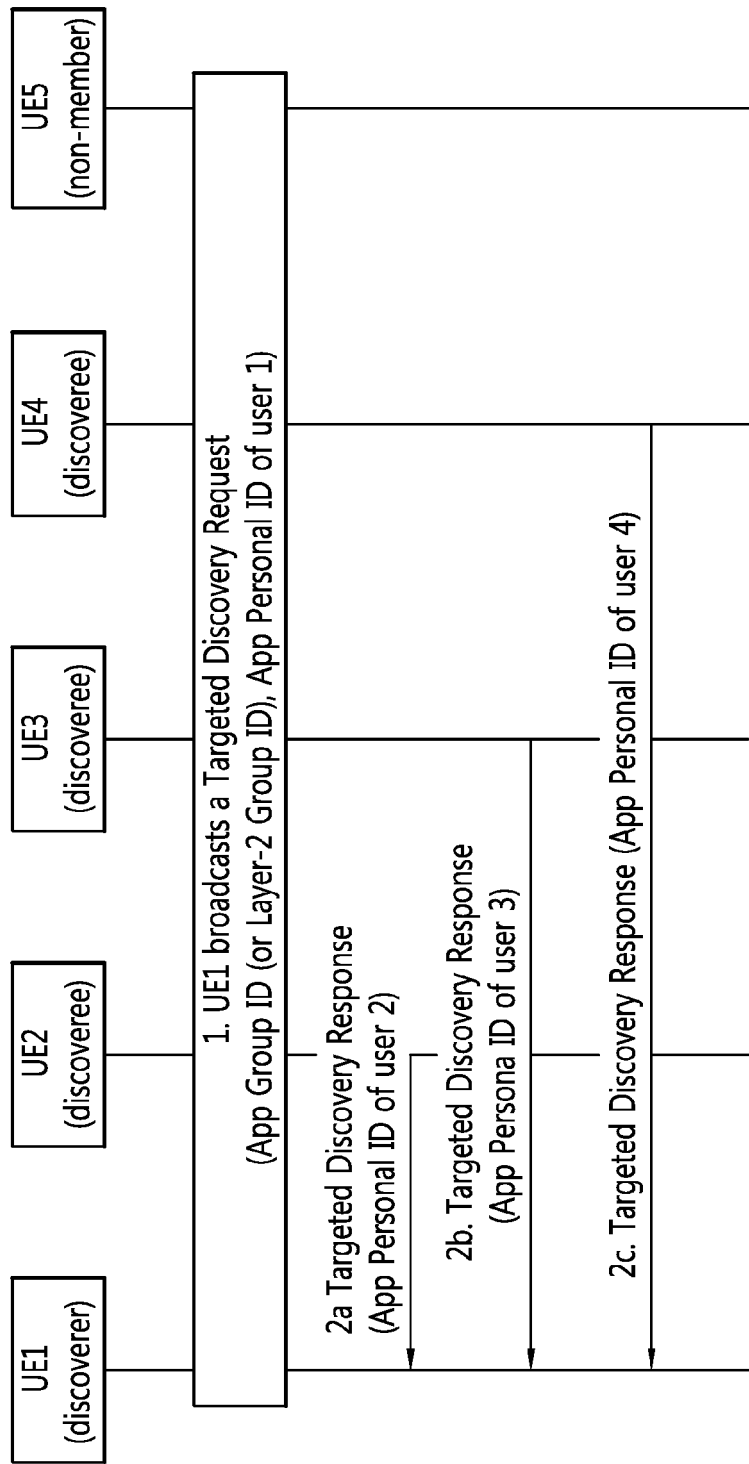 UE1
(discoverer)
UE2
(discoveree)
UE3
(discoveree)
UE4
(discoveree)
UE5
(non-member)
1. UE1 broadcasts a Targeted Discovery Request
(App Group ID (or Layer-2 Group ID), App Personal ID of user 1)
2a Targeted Discovery Response
(App Personal ID of user 2)
2b. Targeted Discovery Response
(App Persona ID of user 3)
2c. Targeted Discovery Response (App Personal ID of user 4)